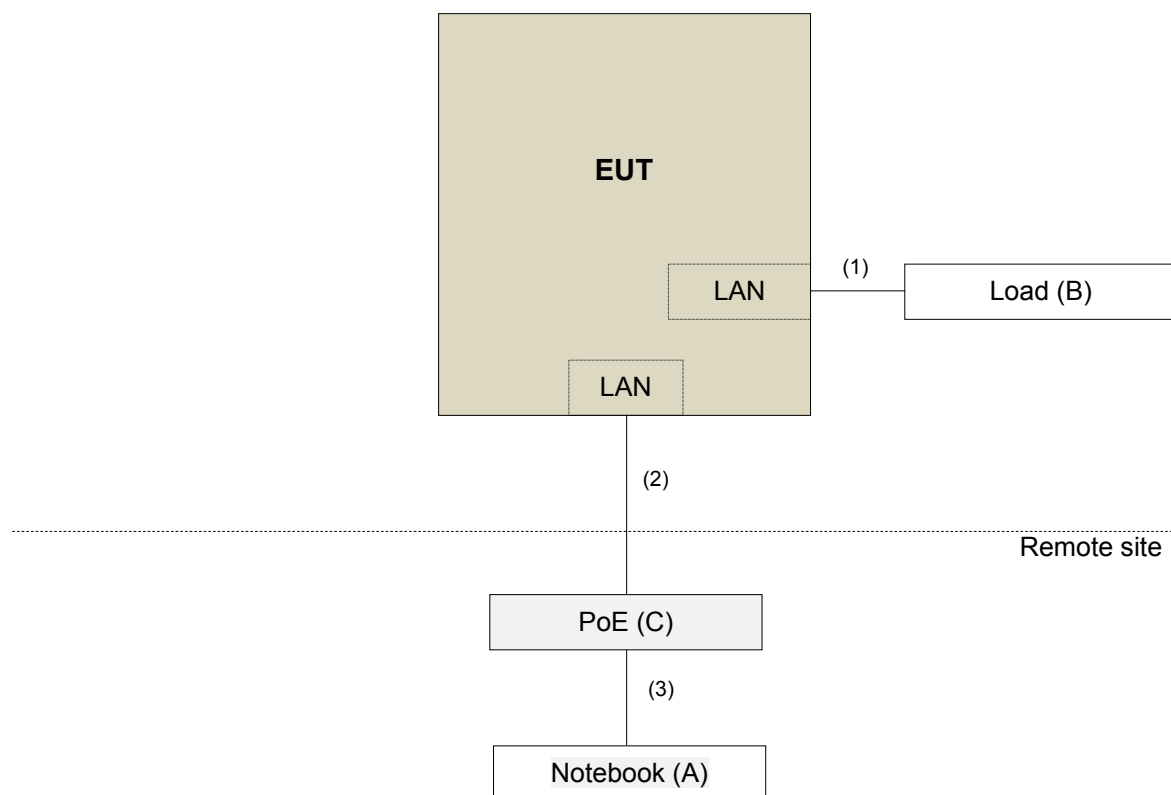 EUT
(1)
LAN
Load (B)
LAN
(2)
Remote site
PoE (C)
(3)
Notebook (A)